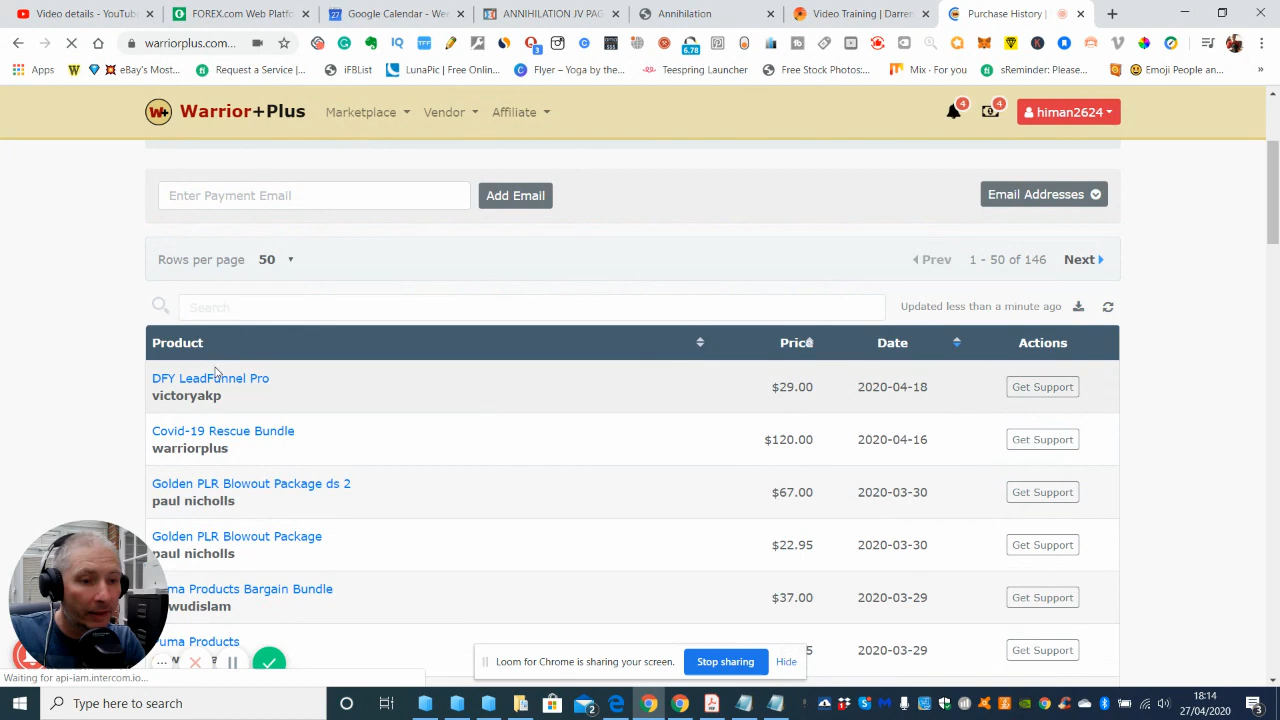 Video details - YouTu
FOREX.com Web Platfo
Google Calendar - Wee
ANNIHILATION JV PAG
Annihilation
Video Training | Darren
Purchase History |
warriorplus.com...
Apps
eBay's Most...
Request a Service |...
iFBList
LunaPic | Free Onlin...
Flyer – Yoga by the...
Teespring Launcher
Free Stock Photos:...
Mix · For you
sReminder: Please...
Emoji People and...
Warrior+Plus
Marketplace
Vendor
Affiliate
4
4
himan2624
Enter Payment Email
Add Email
Email Addresses
Rows per page 50
Prev
1 - 50 of 146
Next
Search
Updated less than a minute ago
Product
Price
Date
Actions
DFY LeadFunnel Pro
victoryakp
$29.00
2020-04-18
Get Support
Covid-19 Rescue Bundle
warriorplus
$120.00
2020-04-16
Get Support
Golden PLR Blowout Package ds 2
paul nicholls
$67.00
2020-03-30
Get Support
Golden PLR Blowout Package
paul nicholls
$22.95
2020-03-30
Get Support
Products Bargain Bundle
$37.00
2020-03-29
Get Support
Products
2020-03-29
Get Support
Loom for Chrome is sharing your screen.
Stop sharing
Hide
Waiting for api-iam.intercom.io...
Type here to search
18:14
27/04/2020